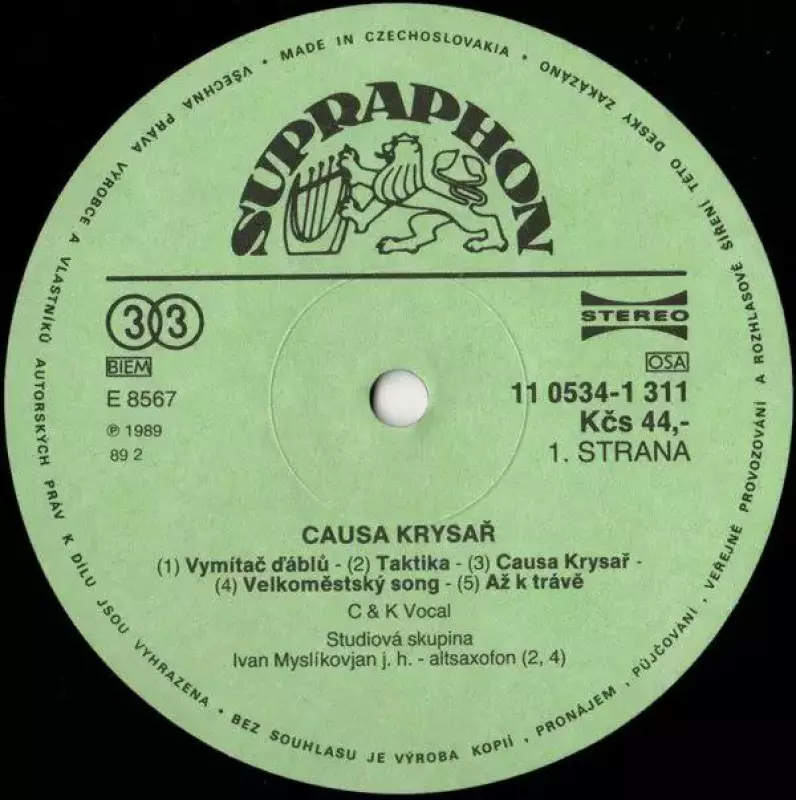 SUPRAPHON
33
STEREO
BIEM
OSA
E 8567
11 0534-1 311
℗ 1989
Kčs 44,-
89 2
1. STRANA
CAUSA KRYSAŘ
(1) Vymítač ďáblů - (2) Taktika - (3) Causa Krysař -
(4) Velkoměstský song - (5) Až k trávě
C & K Vocal
Studiová skupina
Ivan Myslíkovjan j. h. - altsaxofon (2, 4)
• MADE IN CZECHOSLOVAKIA • VŠECHNA PRÁVA VÝROBCE A VLASTNÍKŮ AUTORSKÝCH PRÁV K DÍLU JSOU VYHRAZENA • BEZ SOUHLASU JE VÝROBA KOPIÍ , PRONÁJEM , PŮJČOVÁNÍ , VEŘEJNÉ PROVOZOVÁNÍ A ROZHLASOVÉ ŠÍŘENÍ TÉTO DESKY ZAKÁZÁNO